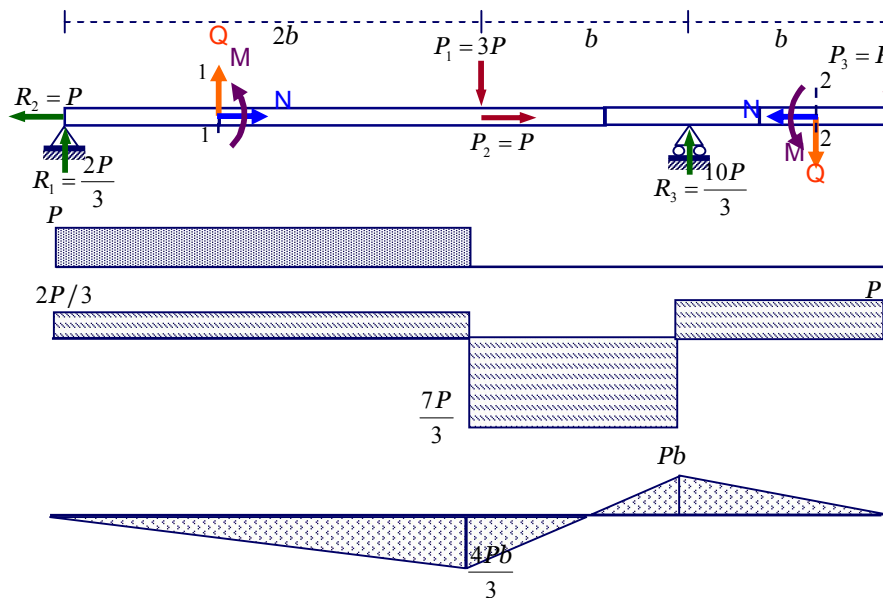 2b
b
b
Q
P₁ = 3P
P₃ = P
1
M
2
R₂ = P
N
N
1
P₂ = P
2
M
Q
R₁ = 2P/3
R₃ = 10P/3
P
2P/3
P
7P/3
Pb
4Pb/3